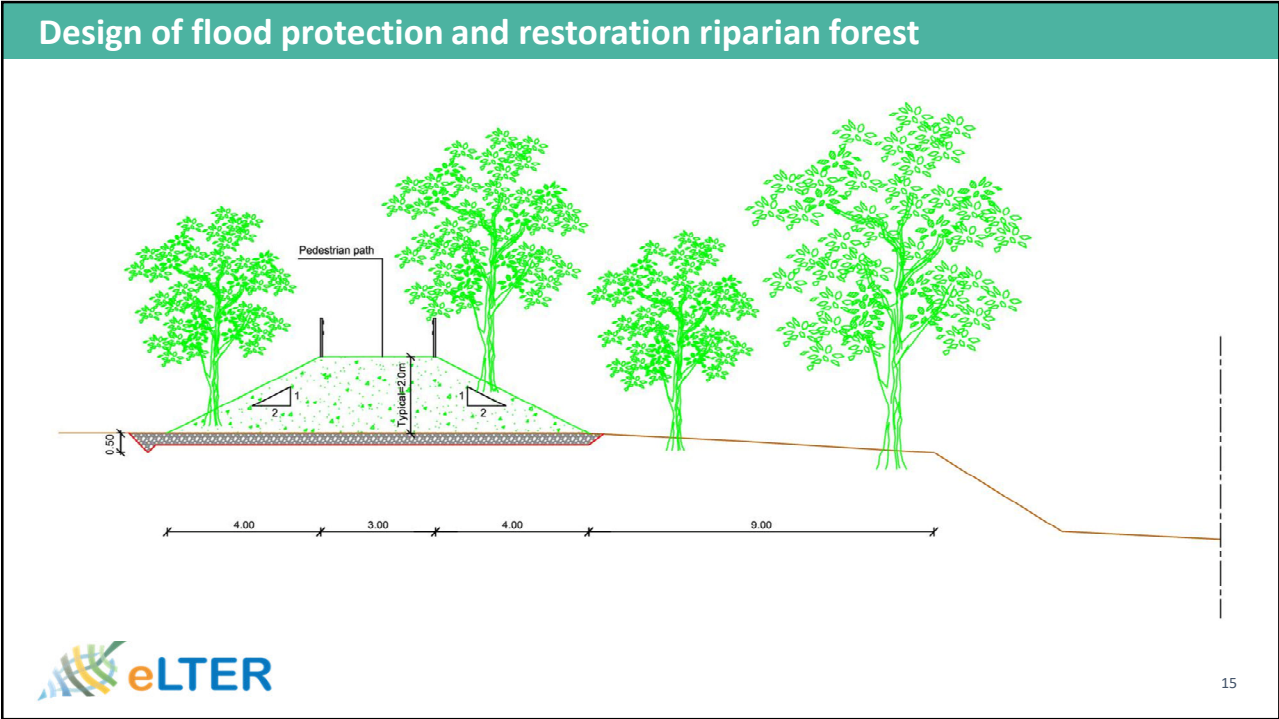 Design of flood protection and restoration riparian forest
Pedestrian path
1
2
Typical=2.0m
1
2
0.50
4.00
3.00
4.00
9.00
eLTER
15